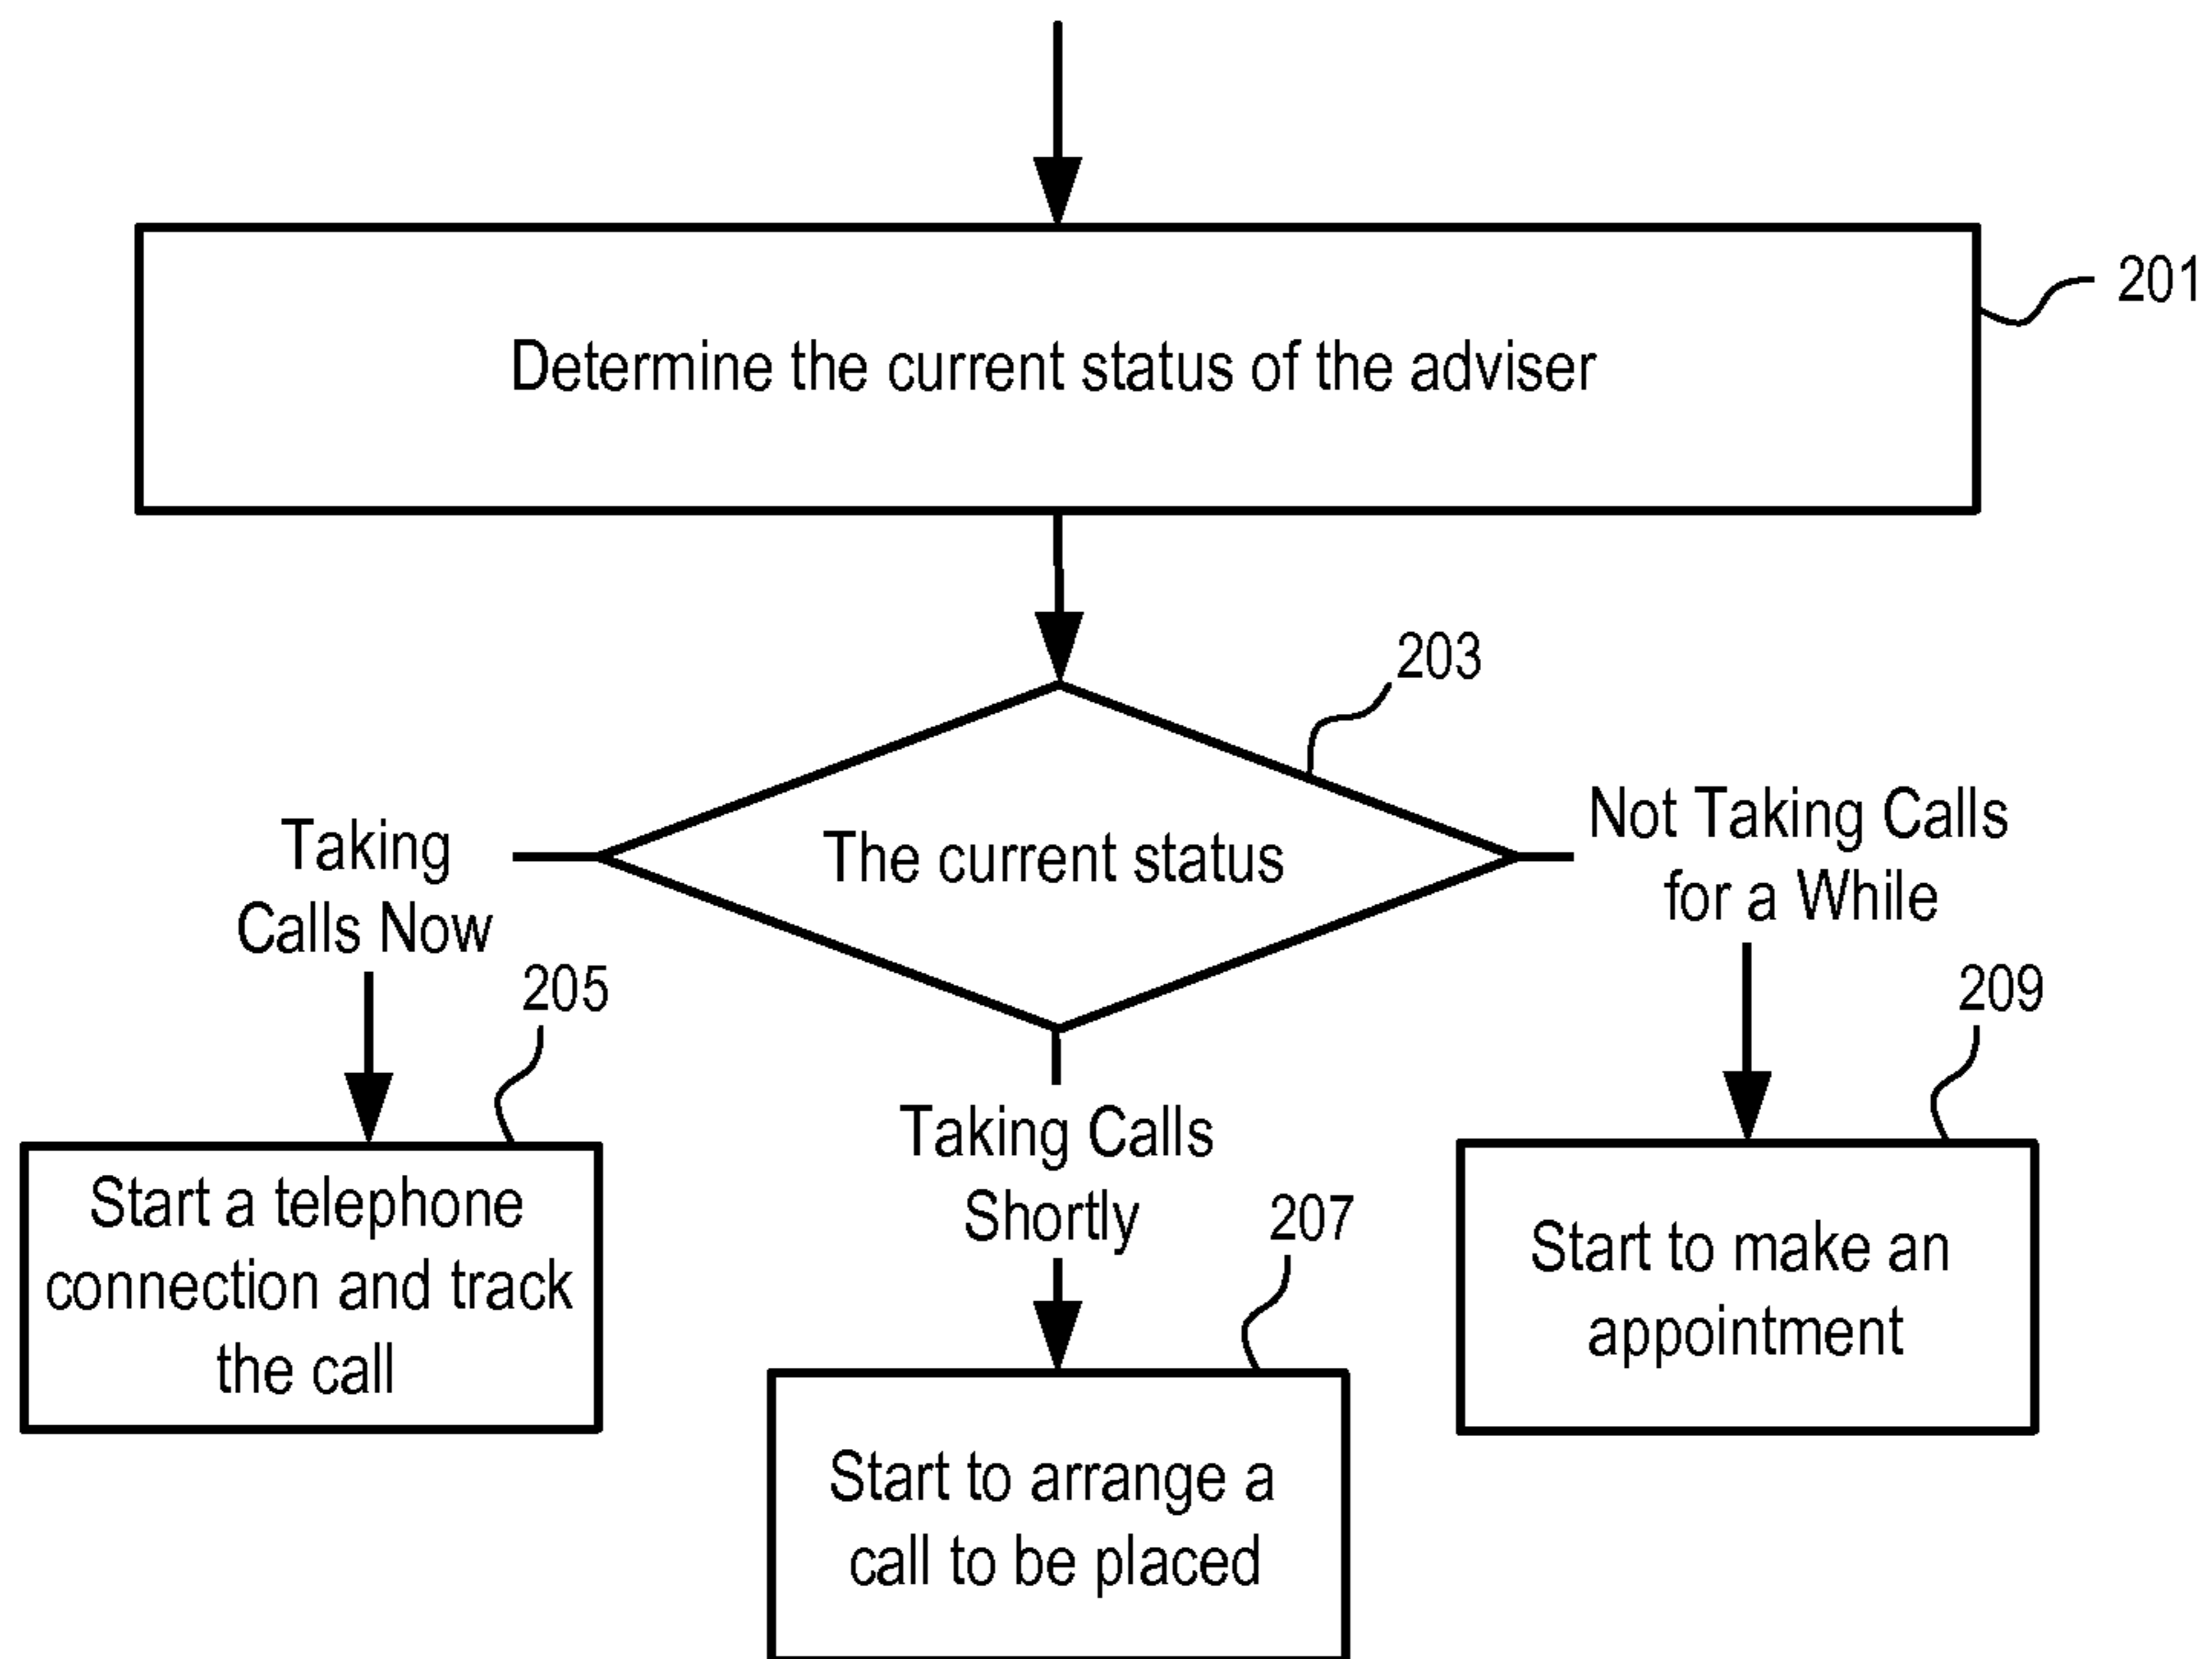 201
Determine the current status of the adviser
203
The current status
Taking
Calls Now
Not Taking Calls
for a While
205
209
Start a telephone
connection and track
the call
Taking Calls
Shortly
207
Start to make an
appointment
Start to arrange a
call to be placed